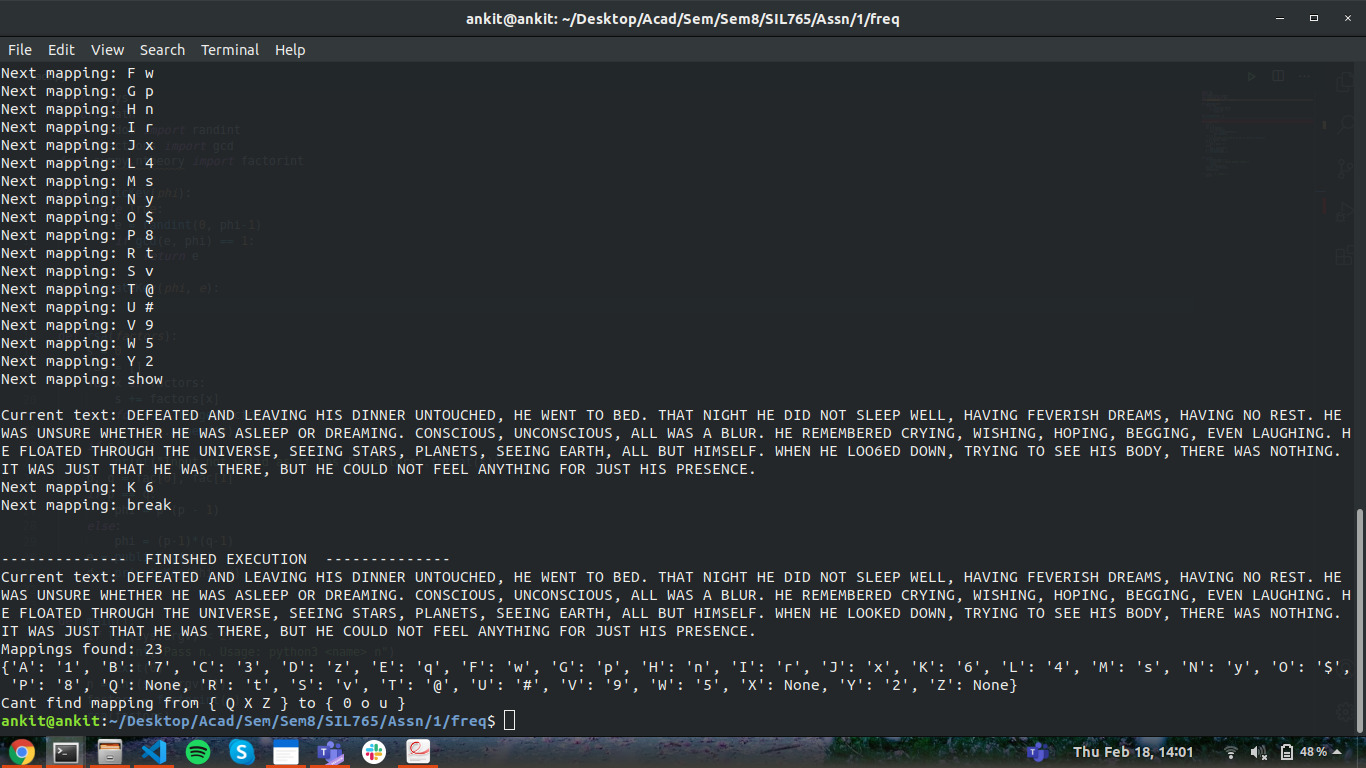 ankit@ankit: ~/Desktop/Acad/Sem/Sem8/SIL765/Assn/1/freq
File Edit View Search Terminal Help
Next mapping: F w
Next mapping: G p
Next mapping: H n
Next mapping: I r
Next mapping: J x
Next mapping: L 4
Next mapping: M s
Next mapping: N y
Next mapping: O $
Next mapping: P 8
Next mapping: R t
Next mapping: S v
Next mapping: T @
Next mapping: U #
Next mapping: V 9
Next mapping: W 5
Next mapping: Y 2
Next mapping: show
Current text: DEFEATED AND LEAVING HIS DINNER UNTOUCHED, HE WENT TO BED. THAT NIGHT HE DID NOT SLEEP WELL, HAVING FEVERISH DREAMS, HAVING NO REST. HE
WAS UNSURE WHETHER HE WAS ASLEEP OR DREAMING. CONSCIOUS, UNCONSCIOUS, ALL WAS A BLUR. HE REMEMBERED CRYING, WISHING, HOPING, BEGGING, EVEN LAUGHING. H
E FLOATED THROUGH THE UNIVERSE, SEEING STARS, PLANETS, SEEING EARTH, ALL BUT HIMSELF. WHEN HE LOO6ED DOWN, TRYING TO SEE HIS BODY, THERE WAS NOTHING.
IT WAS JUST THAT HE WAS THERE, BUT HE COULD NOT FEEL ANYTHING FOR JUST HIS PRESENCE.
Next mapping: K 6
Next mapping: break
-------------- FINISHED EXECUTION --------------
Current text: DEFEATED AND LEAVING HIS DINNER UNTOUCHED, HE WENT TO BED. THAT NIGHT HE DID NOT SLEEP WELL, HAVING FEVERISH DREAMS, HAVING NO REST. HE
WAS UNSURE WHETHER HE WAS ASLEEP OR DREAMING. CONSCIOUS, UNCONSCIOUS, ALL WAS A BLUR. HE REMEMBERED CRYING, WISHING, HOPING, BEGGING, EVEN LAUGHING. H
E FLOATED THROUGH THE UNIVERSE, SEEING STARS, PLANETS, SEEING EARTH, ALL BUT HIMSELF. WHEN HE LOOKED DOWN, TRYING TO SEE HIS BODY, THERE WAS NOTHING.
IT WAS JUST THAT HE WAS THERE, BUT HE COULD NOT FEEL ANYTHING FOR JUST HIS PRESENCE.
Mappings found: 23
{'A': '1', 'B': '7', 'C': '3', 'D': 'z', 'E': 'q', 'F': 'w', 'G': 'p', 'H': 'n', 'I': 'r', 'J': 'x', 'K': '6', 'L': '4', 'M': 's', 'N': 'y', 'O': '$',
'P': '8', 'Q': None, 'R': 't', 'S': 'v', 'T': '@', 'U': '#', 'V': '9', 'W': '5', 'X': None, 'Y': '2', 'Z': None}
Cant find mapping from { Q X Z } to { 0 o u }
ankit@ankit:~/Desktop/Acad/Sem/Sem8/SIL765/Assn/1/freq$
Thu Feb 18, 14:01 48%